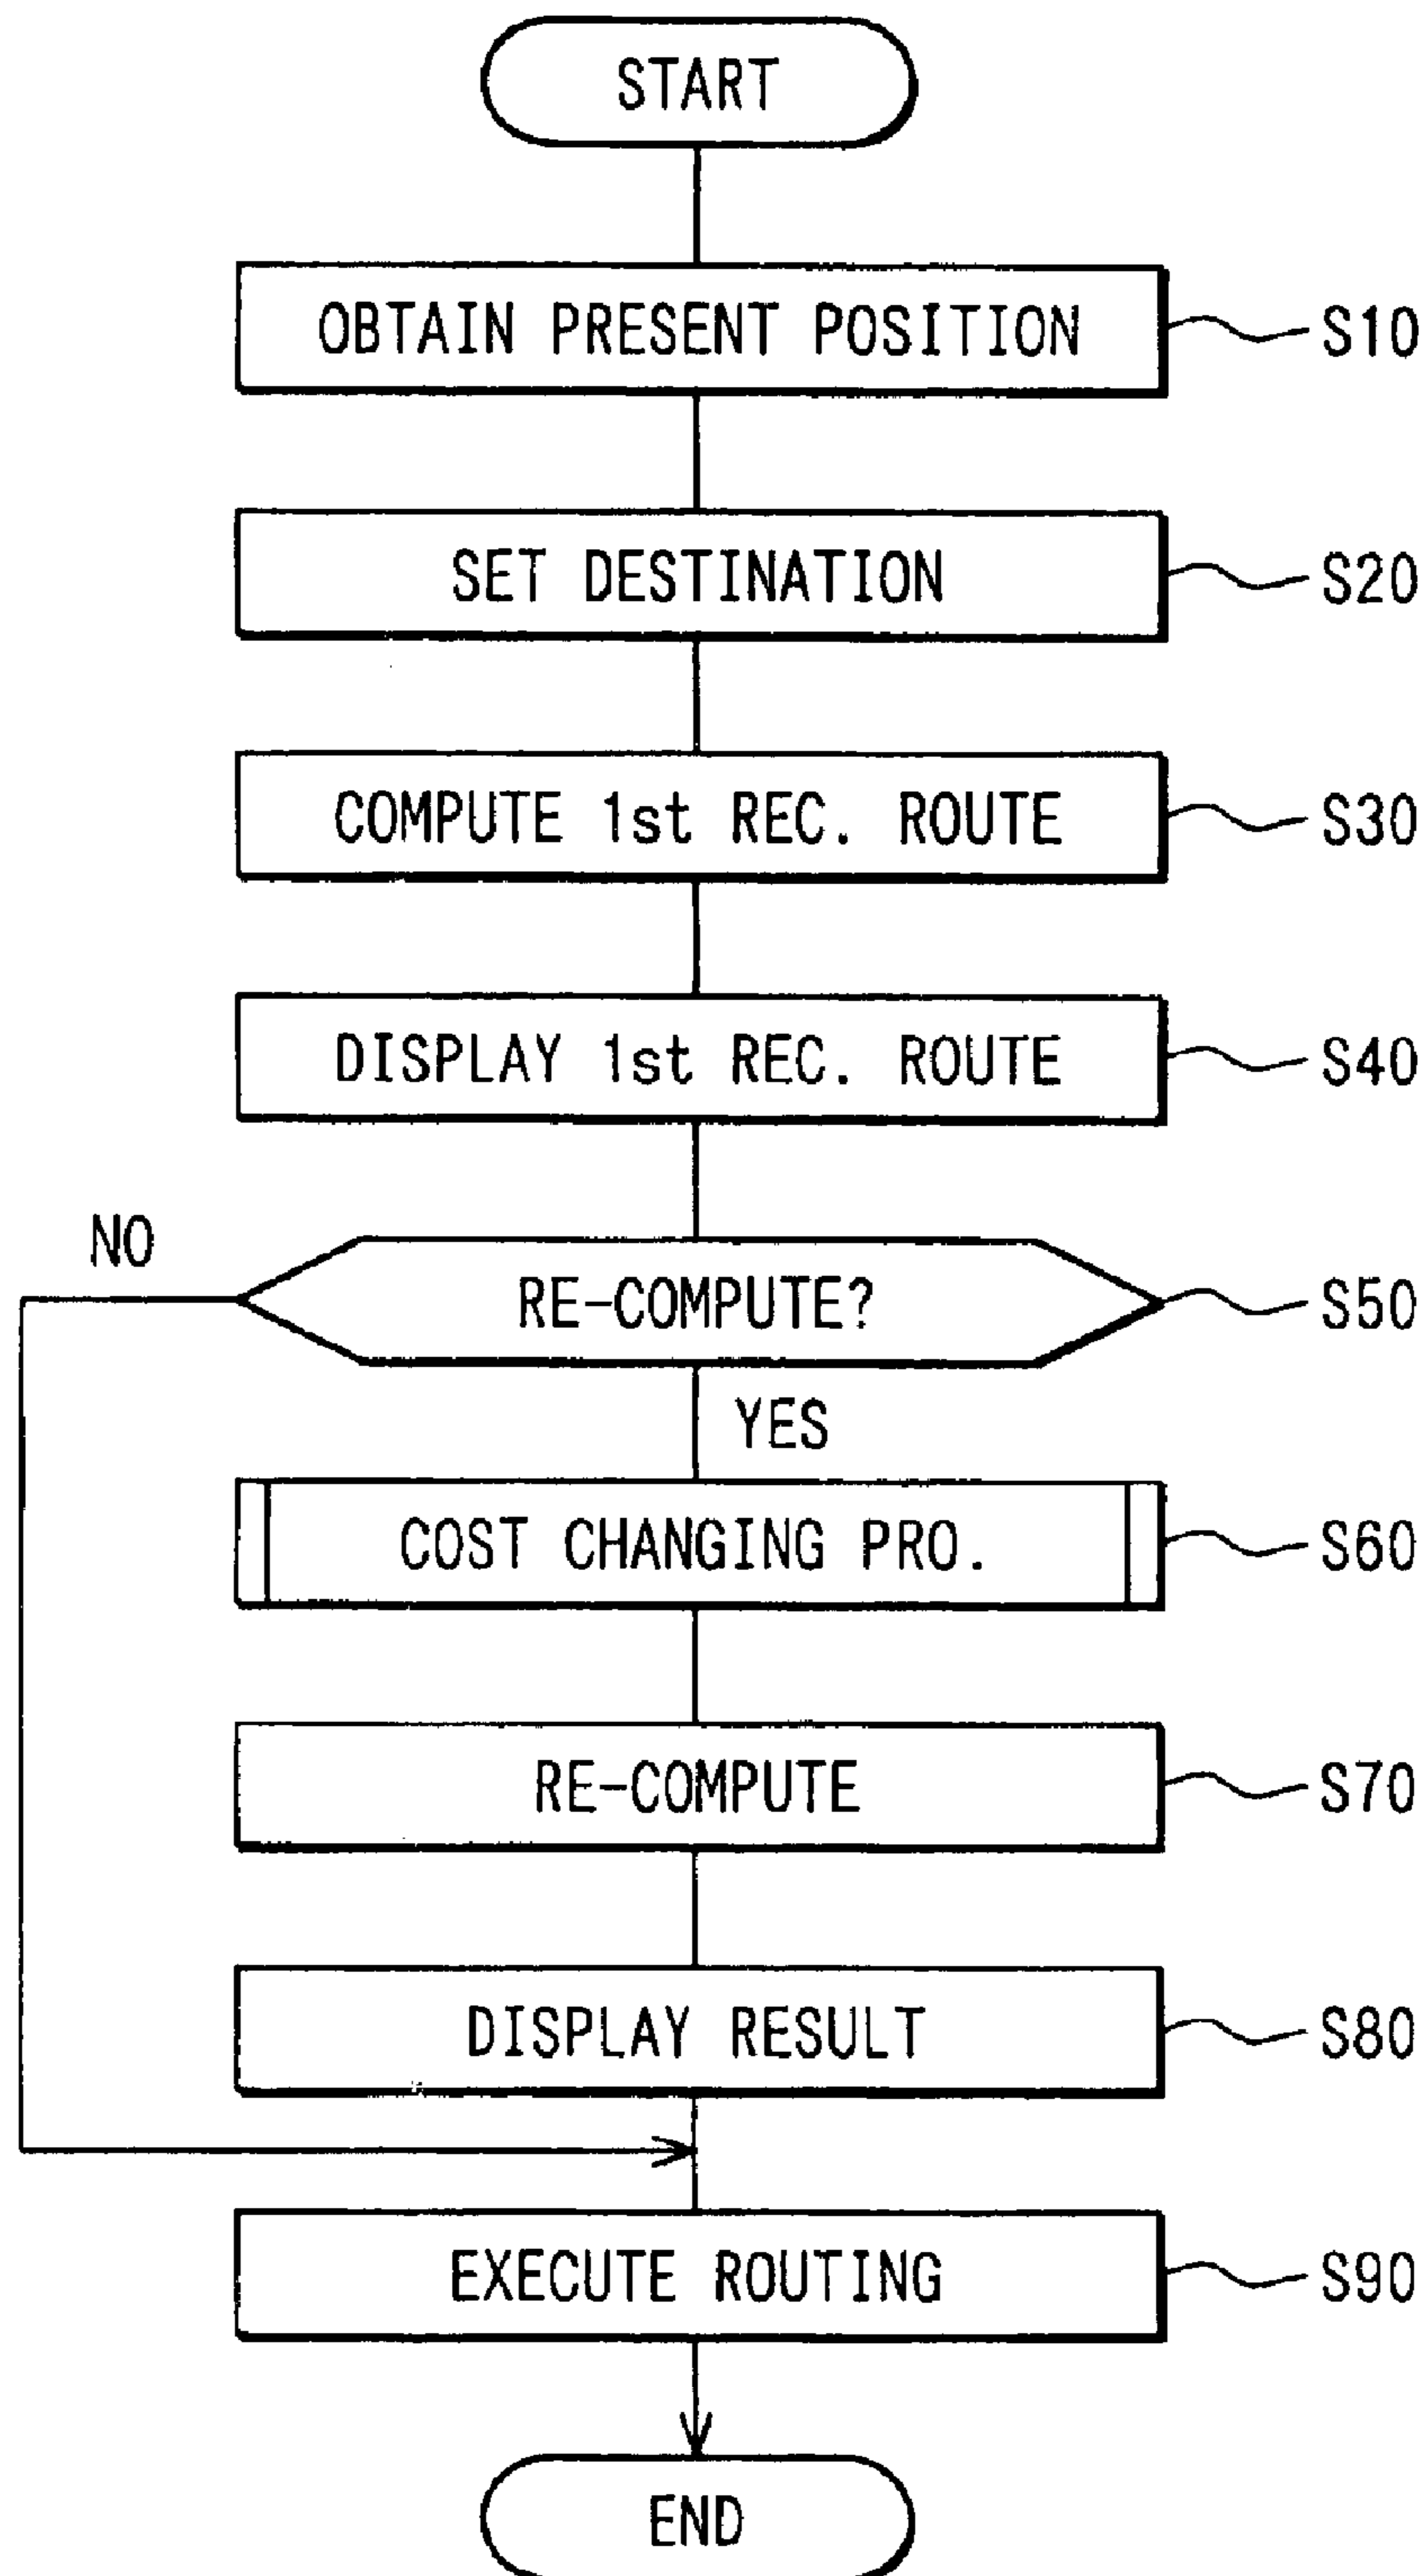 START
OBTAIN PRESENT POSITION
S10
SET DESTINATION
S20
COMPUTE 1st REC. ROUTE
S30
DISPLAY 1st REC. ROUTE
S40
NO
RE-COMPUTE?
S50
YES
COST CHANGING PRO.
S60
RE-COMPUTE
S70
DISPLAY RESULT
S80
EXECUTE ROUTING
S90
END